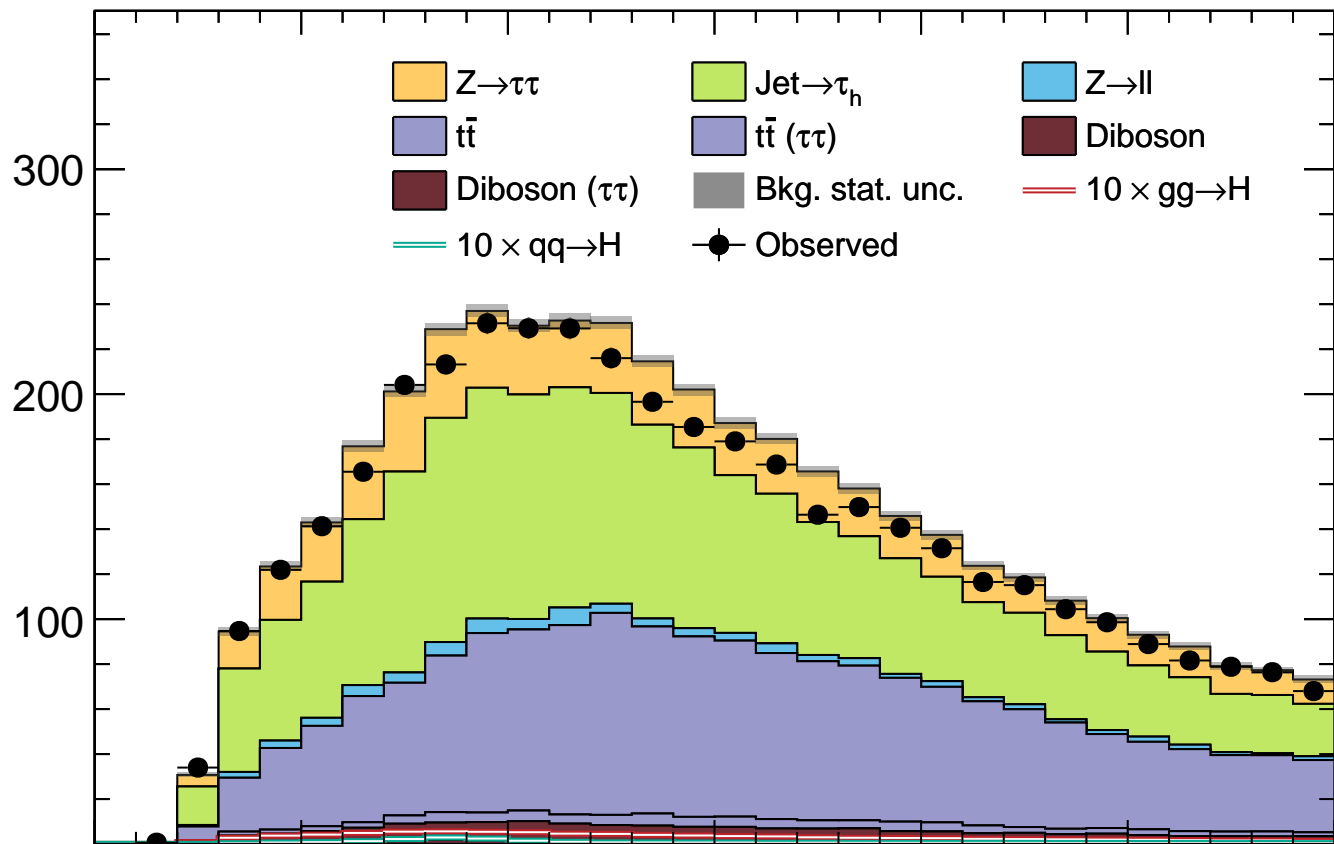 Z→ττ Jet→τₕ Z→ll
tt̄ tt̄ (ττ) Diboson
300
Diboson (ττ) Bkg. stat. unc. 10 × gg→H
10 × qq→H Observed
200
100